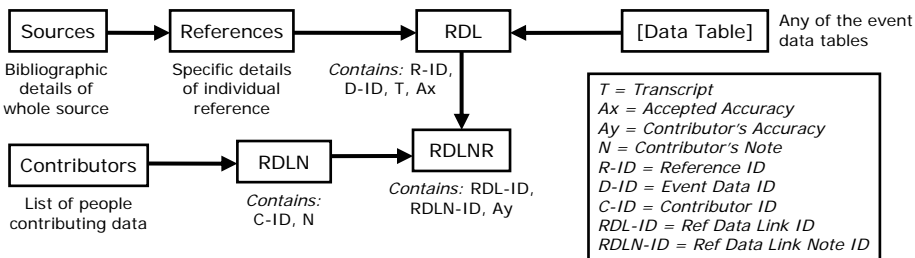 Sources
References
RDL
[Data Table]
Any of the event
data tables
Bibliographic
details of
whole source
Specific details
of individual
reference
Contains: R-ID,
D-ID, T, Ax
Contributors
RDLN
RDLNR
List of people
contributing data
Contains:
C-ID, N
Contains: RDL-ID,
RDLN-ID, Ay
T = Transcript
Ax = Accepted Accuracy
Ay = Contributor's Accuracy
N = Contributor's Note
R-ID = Reference ID
D-ID = Event Data ID
C-ID = Contributor ID
RDL-ID = Ref Data Link ID
RDLN-ID = Ref Data Link Note ID